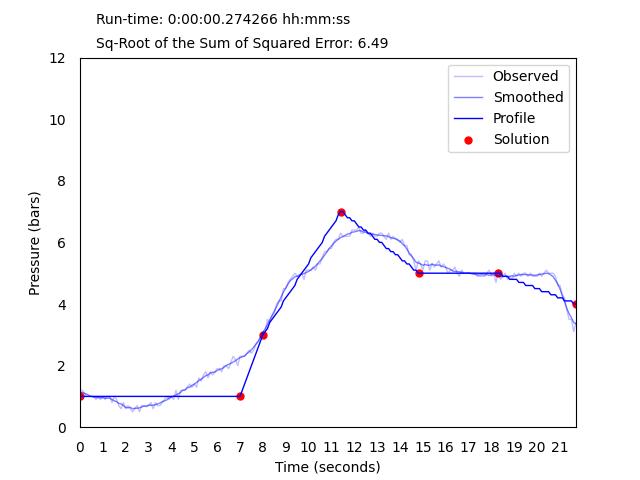 Run-time: 0:00:00.274266 hh:mm:ss
Sq-Root of the Sum of Squared Error: 6.49
Observed
Smoothed
Profile
Solution
12
10
8
6
4
2
0
Pressure (bars)
0 1 2 3 4 5 6 7 8 9 10 11 12 13 14 15 16 17 18 19 20 21
Time (seconds)